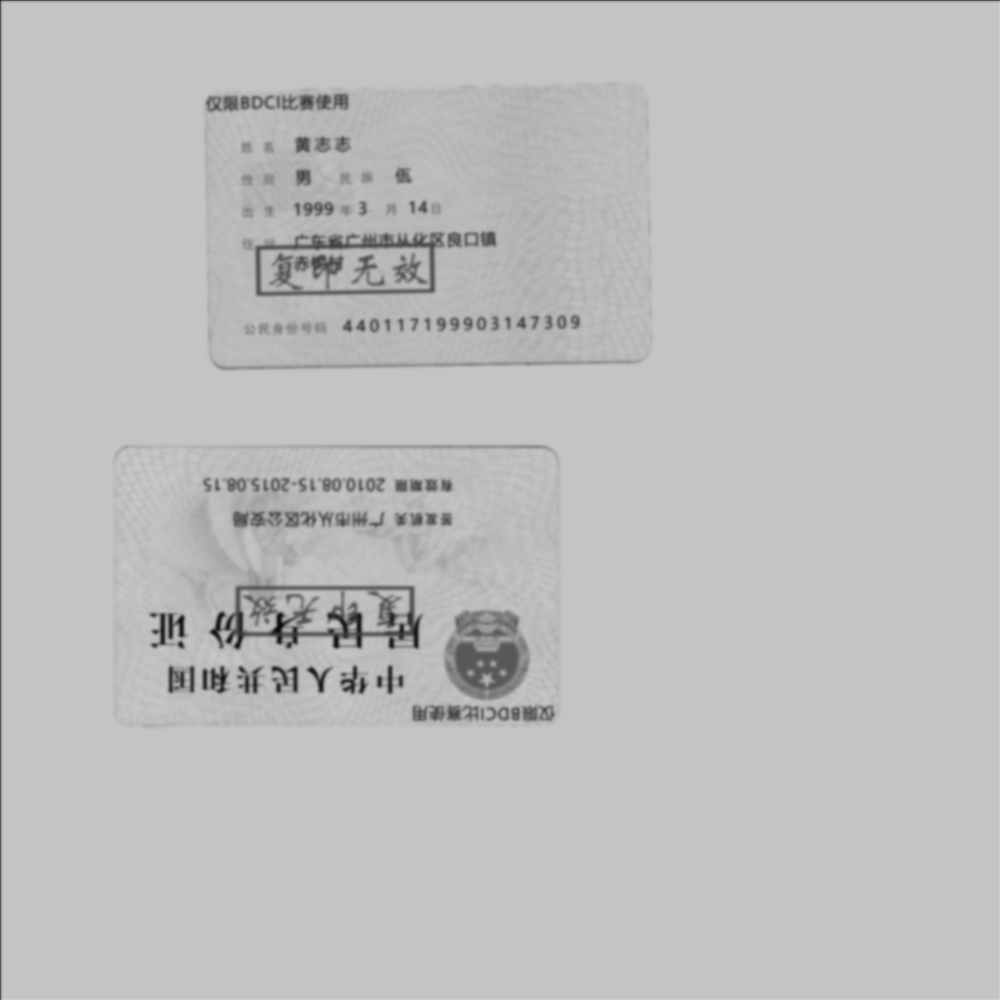 仅限BDCI比赛使用
姓名 黄志志
性别 男 民族 佤
出生 1999 年 3 月 14 日
住址 广东省广州市从化区良口镇
赤 村
复印无效
公民身份号码 440117199903147309
仅限BDCI比赛使用
中华人民共和国
居民身份证
复印无效
签发机关 广州市从化区公安局
有效期限 2010.08.15-2015.08.15